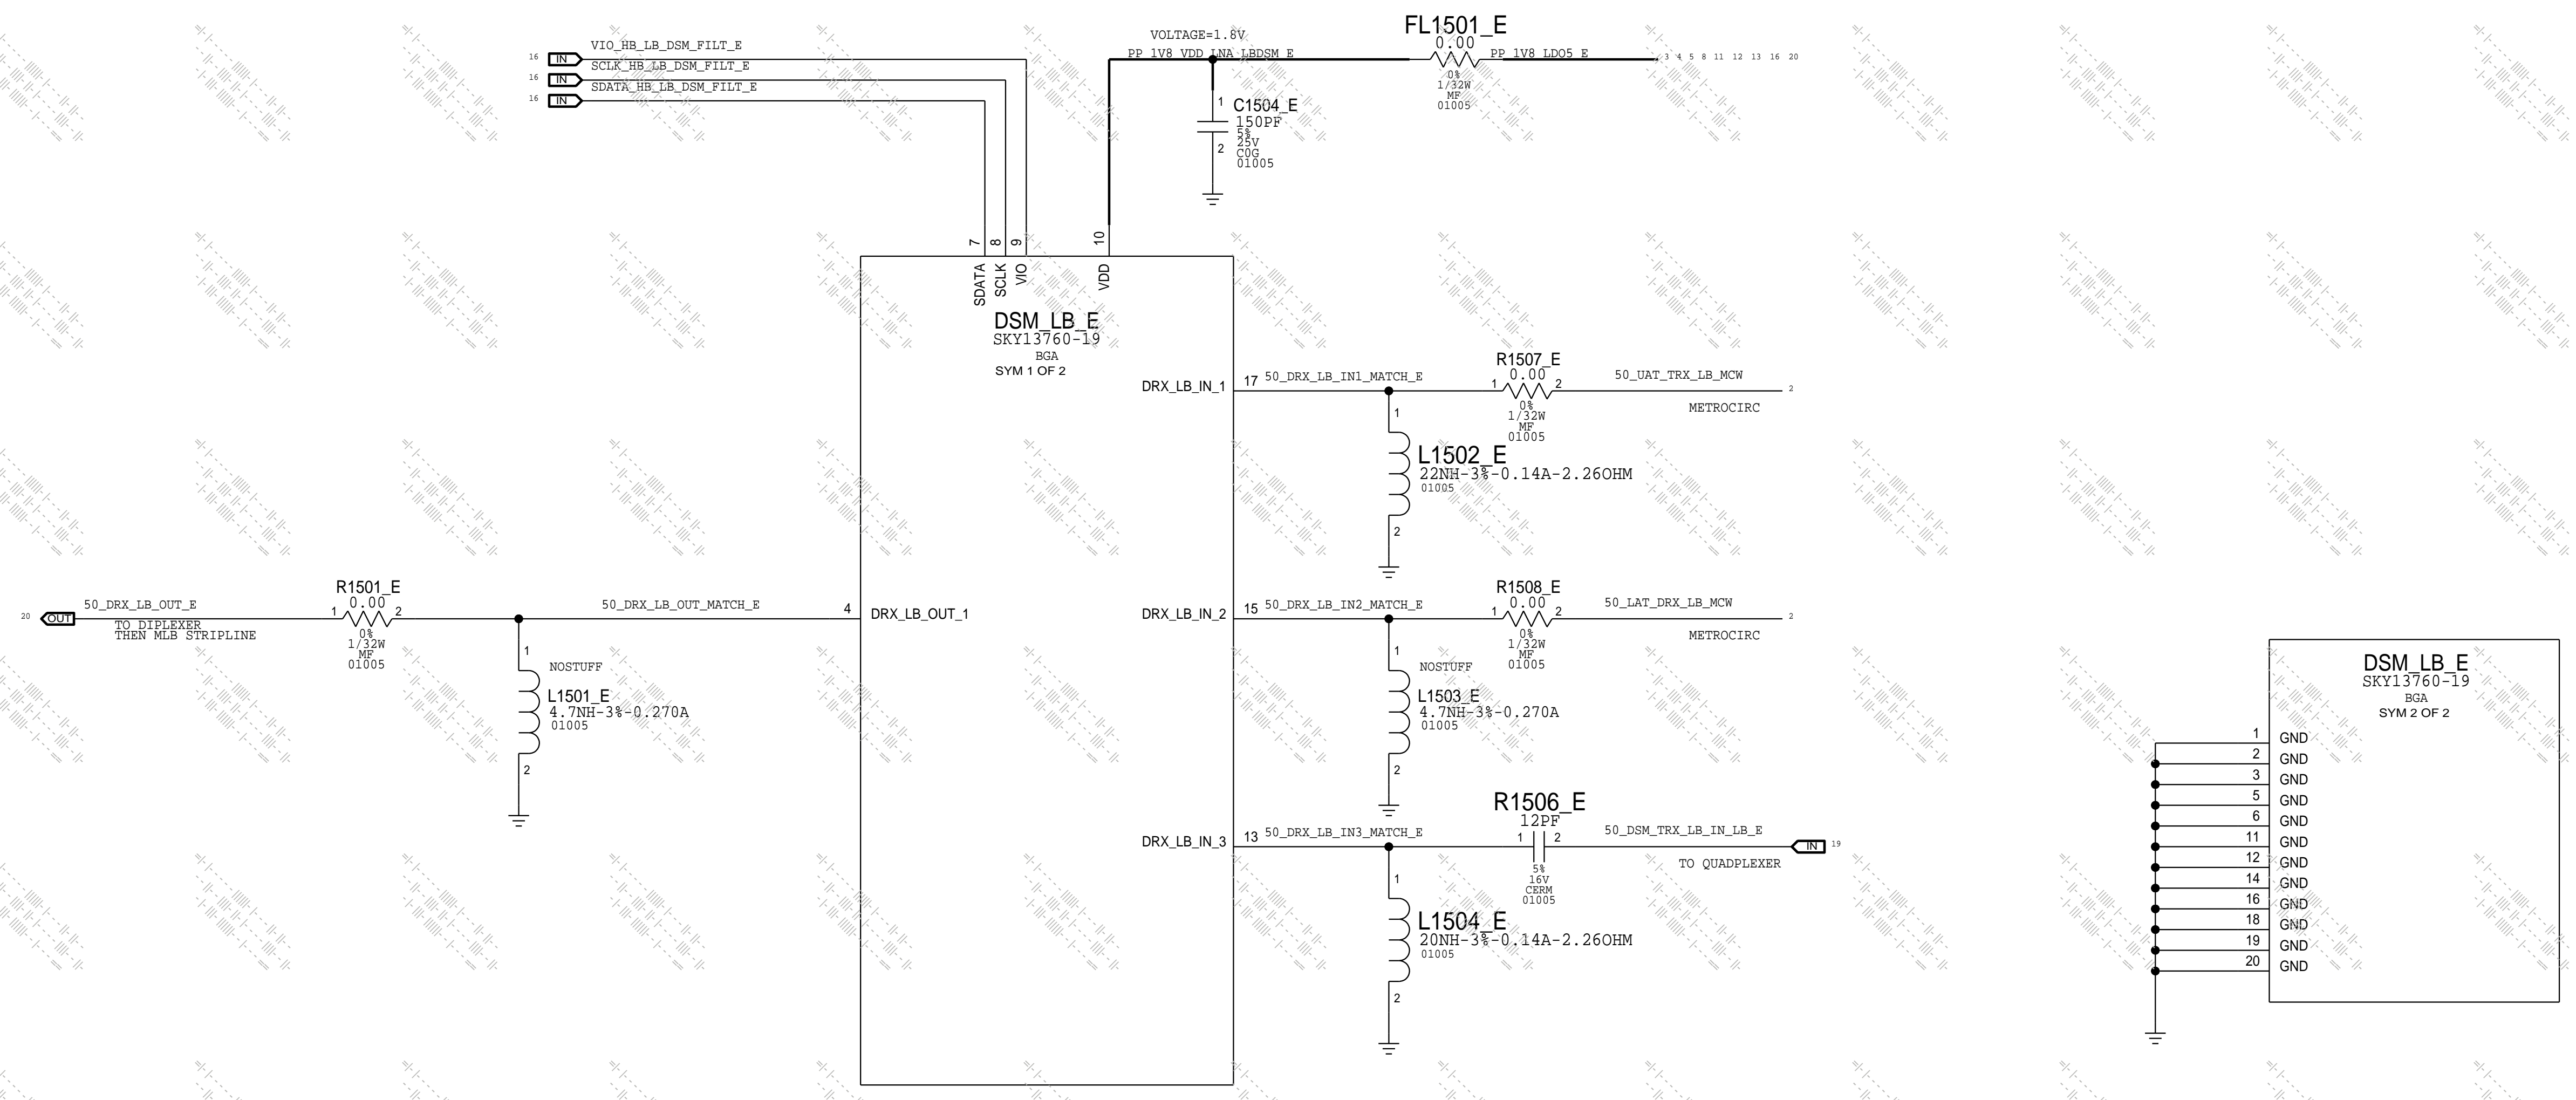 FL1501_E
VOLTAGE=1.8V
0.00
16 IN VIO_HB_LB_DSM_FILT_E
PP_1V8_VDD_LNA_LBDSM_E
PP_1V8_LDO5_E
3 4 5 8 11 12 13 16 20
16 IN SCLK_HB_LB_DSM_FILT_E
0%
1/32W
MF
01005
16 IN SDATA_HB_LB_DSM_FILT_E
1
C1504_E
150PF
5%
25V
C0G
01005
2
7 8 9 10
SDATA SCLK VIO VDD
DSM_LB_E
SKY13760-19
BGA
SYM 1 OF 2
DRX_LB_IN_1 17 50_DRX_LB_IN1_MATCH_E
R1507_E
0.00
1 2
0%
1/32W
MF
01005
50_UAT_TRX_LB_MCW 2
METROCIRC
1
L1502_E
22NH-3%-0.14A-2.26OHM
01005
2
20 OUT 50_DRX_LB_OUT_E
TO DIPLEXER
THEN MLB STRIPLINE
R1501_E
0.00
1 2
0%
1/32W
MF
01005
50_DRX_LB_OUT_MATCH_E 4 DRX_LB_OUT_1
1
NOSTUFF
L1501_E
4.7NH-3%-0.270A
01005
2
DRX_LB_IN_2 15 50_DRX_LB_IN2_MATCH_E
R1508_E
0.00
1 2
0%
1/32W
MF
01005
50_LAT_DRX_LB_MCW 2
METROCIRC
1
NOSTUFF
L1503_E
4.7NH-3%-0.270A
01005
2
DRX_LB_IN_3 13 50_DRX_LB_IN3_MATCH_E
R1506_E
12PF
1 2
5%
16V
CERM
01005
50_DSM_TRX_LB_IN_LB_E
IN 19
TO QUADPLEXER
1
L1504_E
20NH-3%-0.14A-2.26OHM
01005
2
DSM_LB_E
SKY13760-19
BGA
SYM 2 OF 2
1 GND
2 GND
3 GND
5 GND
6 GND
11 GND
12 GND
14 GND
16 GND
18 GND
19 GND
20 GND